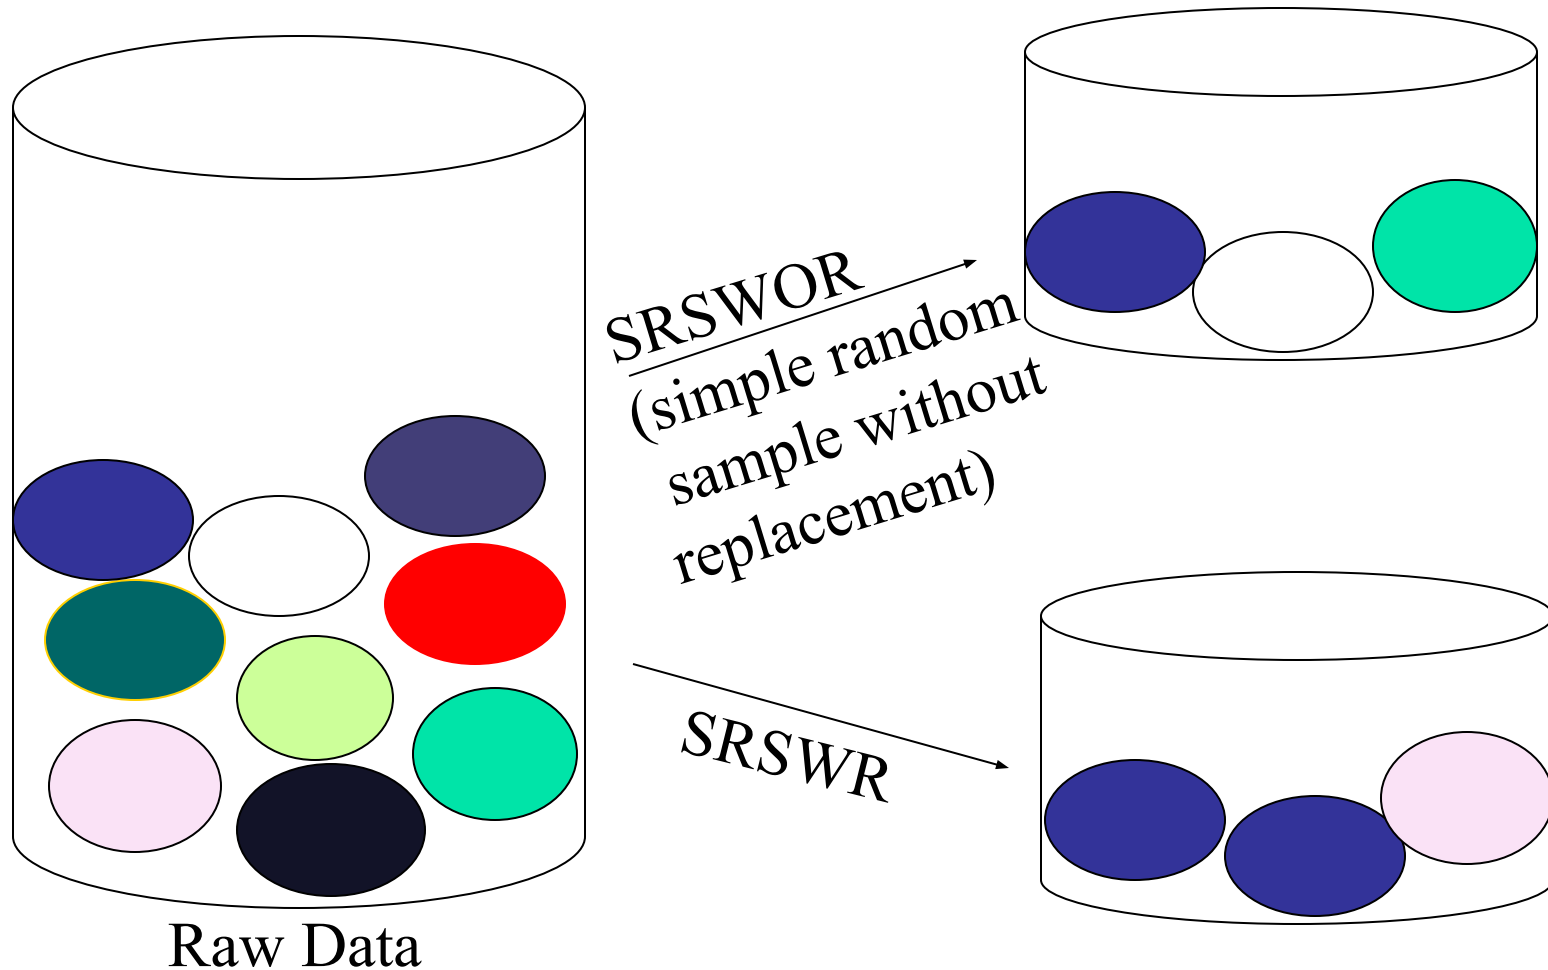 SRSWOR
(simple random
sample without
replacement)
SRSWR
Raw Data